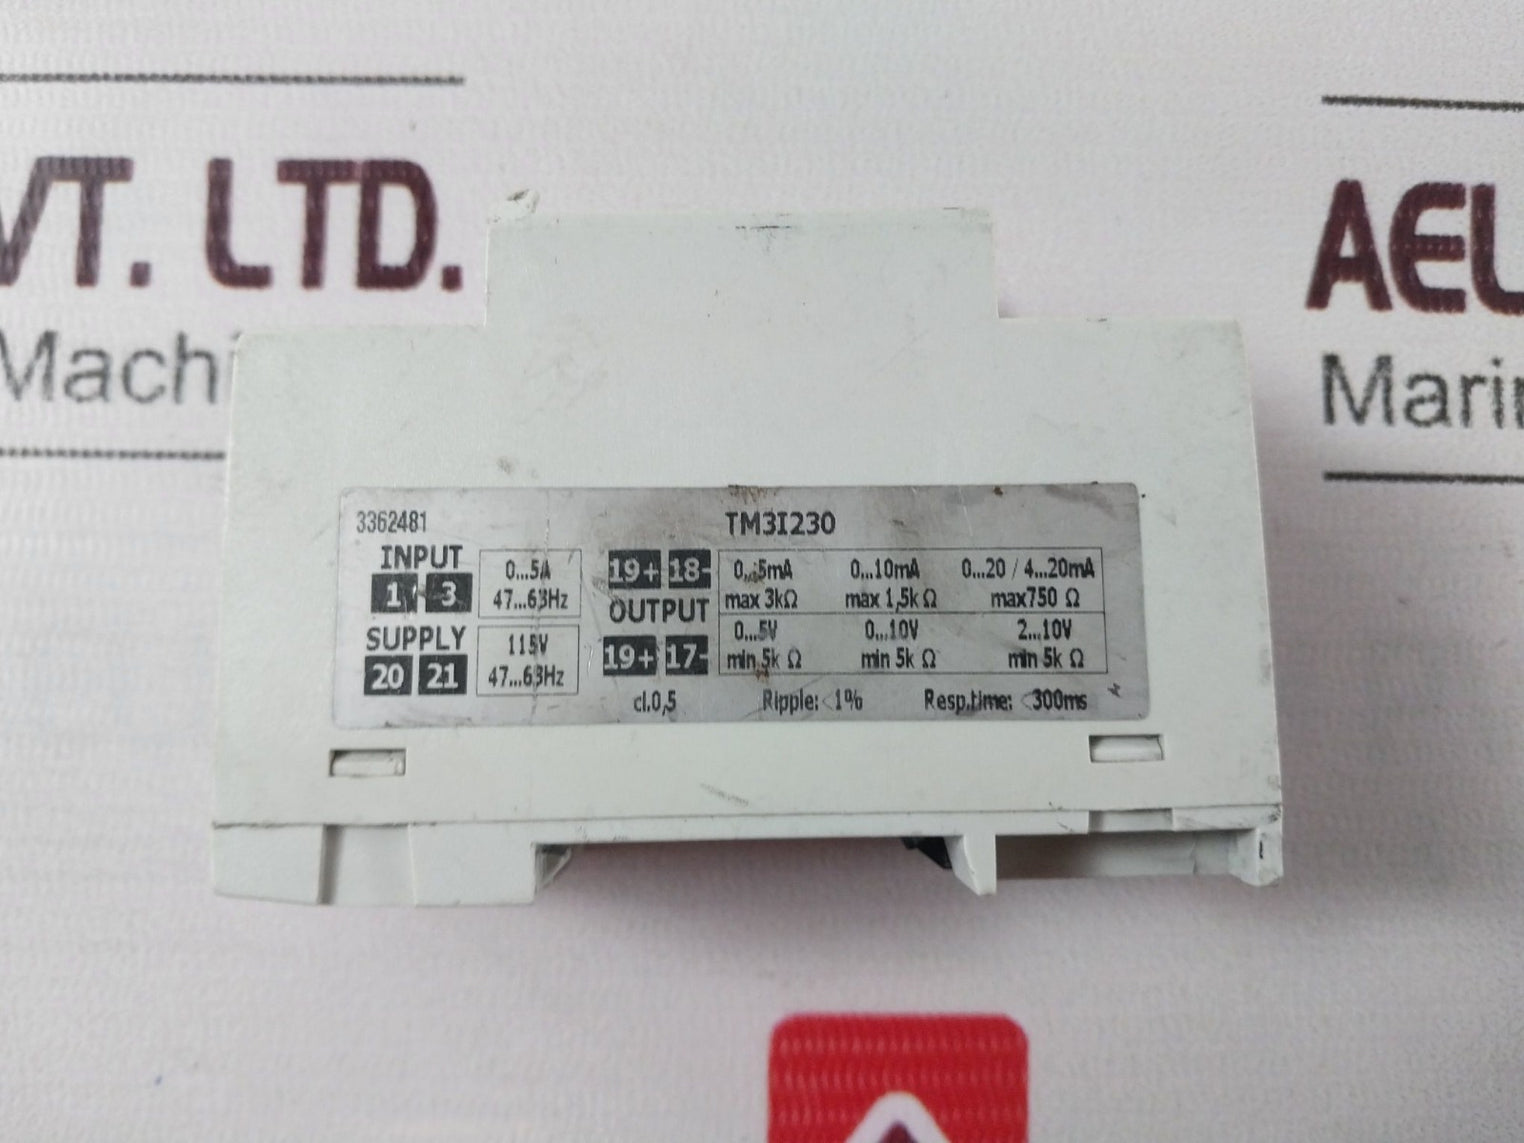 VT. LTD.
Machi
AEL
Marin
3362481
TM3I230
INPUT
1 3
0...5A
47...63Hz
SUPPLY
20 21
115V
47...63Hz
19+ 18-
OUTPUT
19+ 17-
0...5mA 0...10mA 0...20 / 4...20mA
max 3kΩ max 1,5k Ω max750 Ω
0...5V 0...10V 2...10V
min 5k Ω min 5k Ω min 5k Ω
cl.0,5 Ripple: <1% Resp.time: <300ms